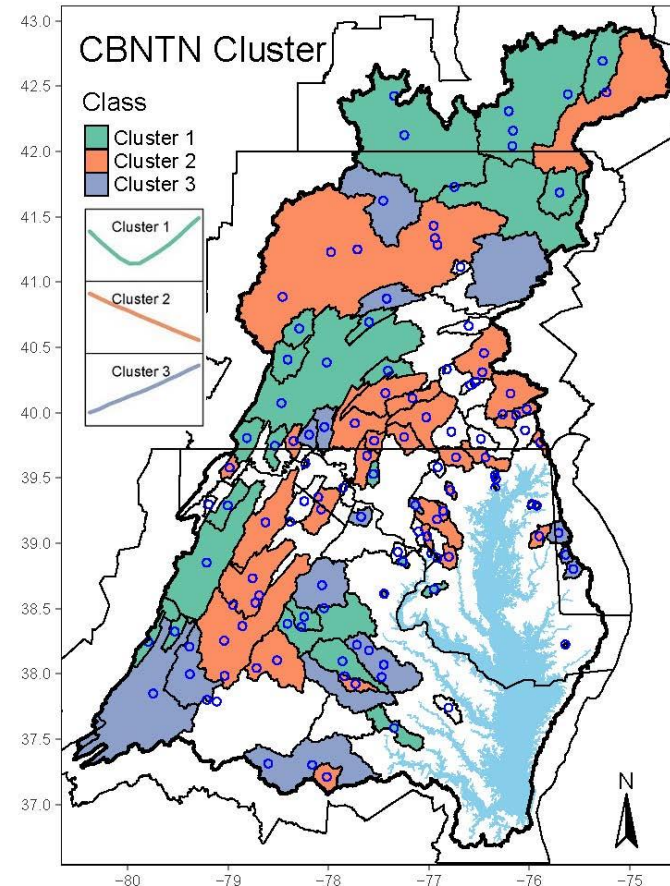 CBNTN Cluster
Class
Cluster 1
Cluster 2
Cluster 3
Cluster 1
Cluster 2
Cluster 3
43.0
42.5
42.0
41.5
41.0
40.5
40.0
39.5
39.0
38.5
38.0
37.5
37.0
N
−80 −79 −78 −77 −76 −75